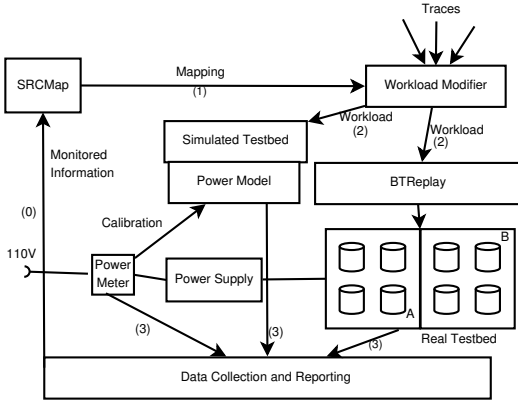 Traces
SRCMap
Mapping
(1)
Workload Modifier
Workload
(2)
Workload
(2)
Simulated Testbed
Power Model
BTReplay
Monitored
Information
Calibration
(0)
110V
Power
Meter
Power Supply
B
A
Real Testbed
(3)
(3)
(3)
Data Collection and Reporting